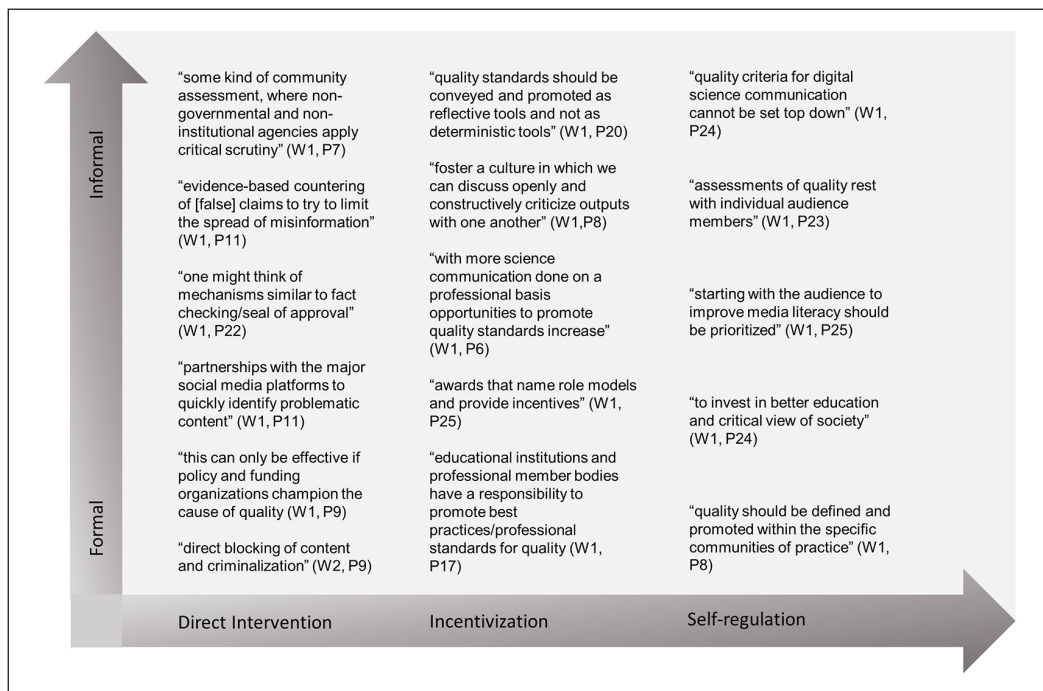 Informal
Formal
“some kind of community
assessment, where non-
governmental and non-
institutional agencies apply
critical scrutiny” (W1, P7)
“evidence-based countering
of [false] claims to try to limit
the spread of misinformation”
(W1, P11)
“one might think of
mechanisms similar to fact
checking/seal of approval”
(W1, P22)
“partnerships with the major
social media platforms to
quickly identify problematic
content” (W1, P11)
“this can only be effective if
policy and funding
organizations champion the
cause of quality (W1, P9)
“direct blocking of content
and criminalization” (W2, P9)
“quality standards should be
conveyed and promoted as
reflective tools and not as
deterministic tools” (W1, P20)
“foster a culture in which we
can discuss openly and
constructively criticize outputs
with one another” (W1,P8)
“with more science
communication done on a
professional basis
opportunities to promote
quality standards increase”
(W1, P6)
“awards that name role models
and provide incentives” (W1,
P25)
“educational institutions and
professional member bodies
have a responsibility to
promote best
practices/professional
standards for quality (W1,
P17)
“quality criteria for digital
science communication
cannot be set top down” (W1,
P24)
“assessments of quality rest
with individual audience
members” (W1, P23)
“starting with the audience to
improve media literacy should
be prioritized” (W1, P25)
“to invest in better education
and critical view of society”
(W1, P24)
“quality should be defined and
promoted within the specific
communities of practice” (W1,
P8)
Direct Intervention
Incentivization
Self-regulation